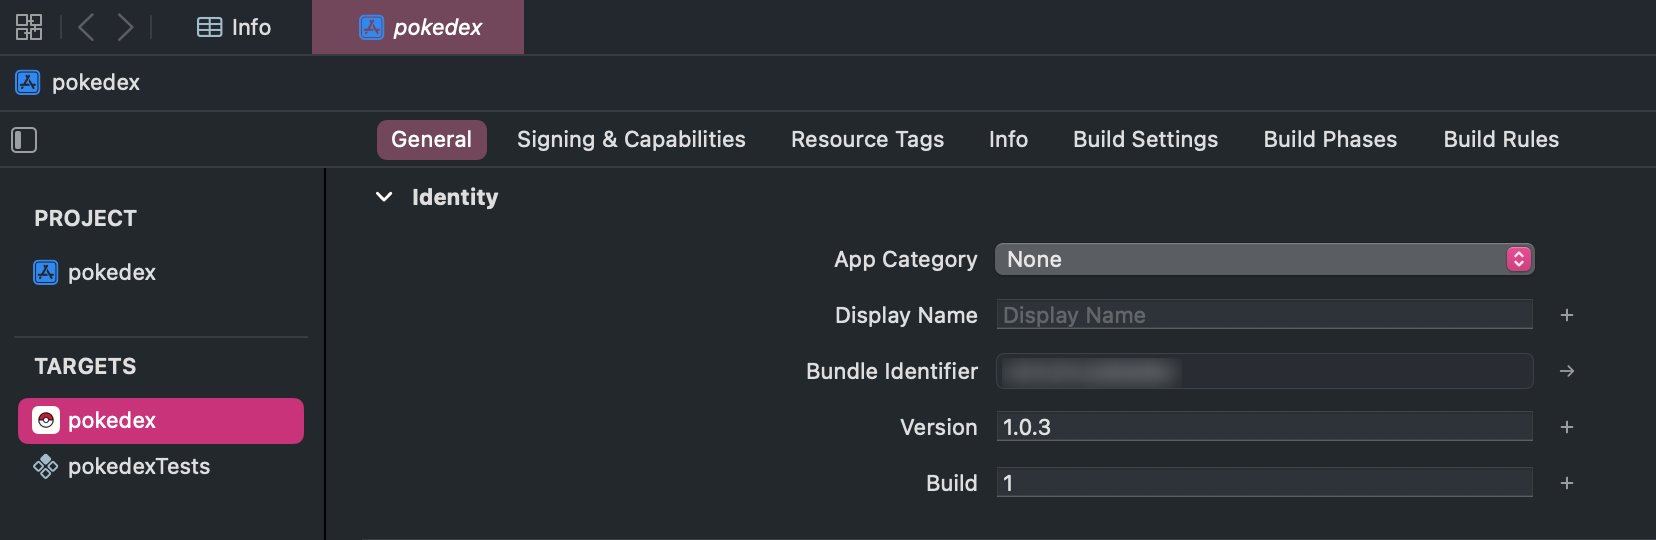 Info pokedex
pokedex
General Signing & Capabilities Resource Tags Info Build Settings Build Phases Build Rules
PROJECT
pokedex
TARGETS
pokedex
pokedexTests
Identity
App Category None
Display Name Display Name
Bundle Identifier
Version 1.0.3
Build 1